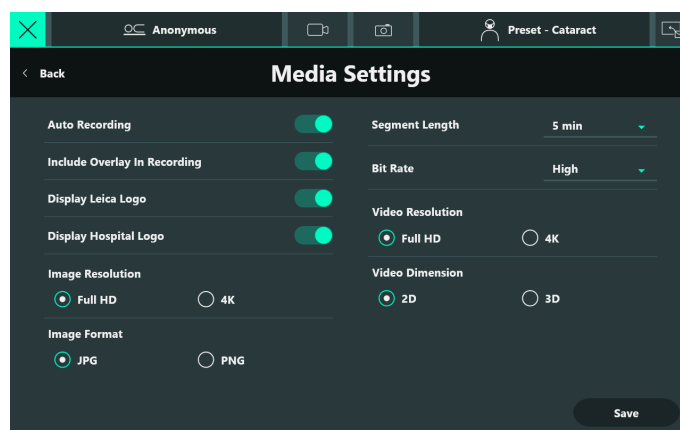 Anonymous
Preset - Cataract
Back
Media Settings
Auto Recording
Include Overlay In Recording
Display Leica Logo
Display Hospital Logo
Image Resolution
Full HD
4K
Image Format
JPG
PNG
Segment Length
5 min
Bit Rate
High
Video Resolution
Full HD
4K
Video Dimension
2D
3D
Save